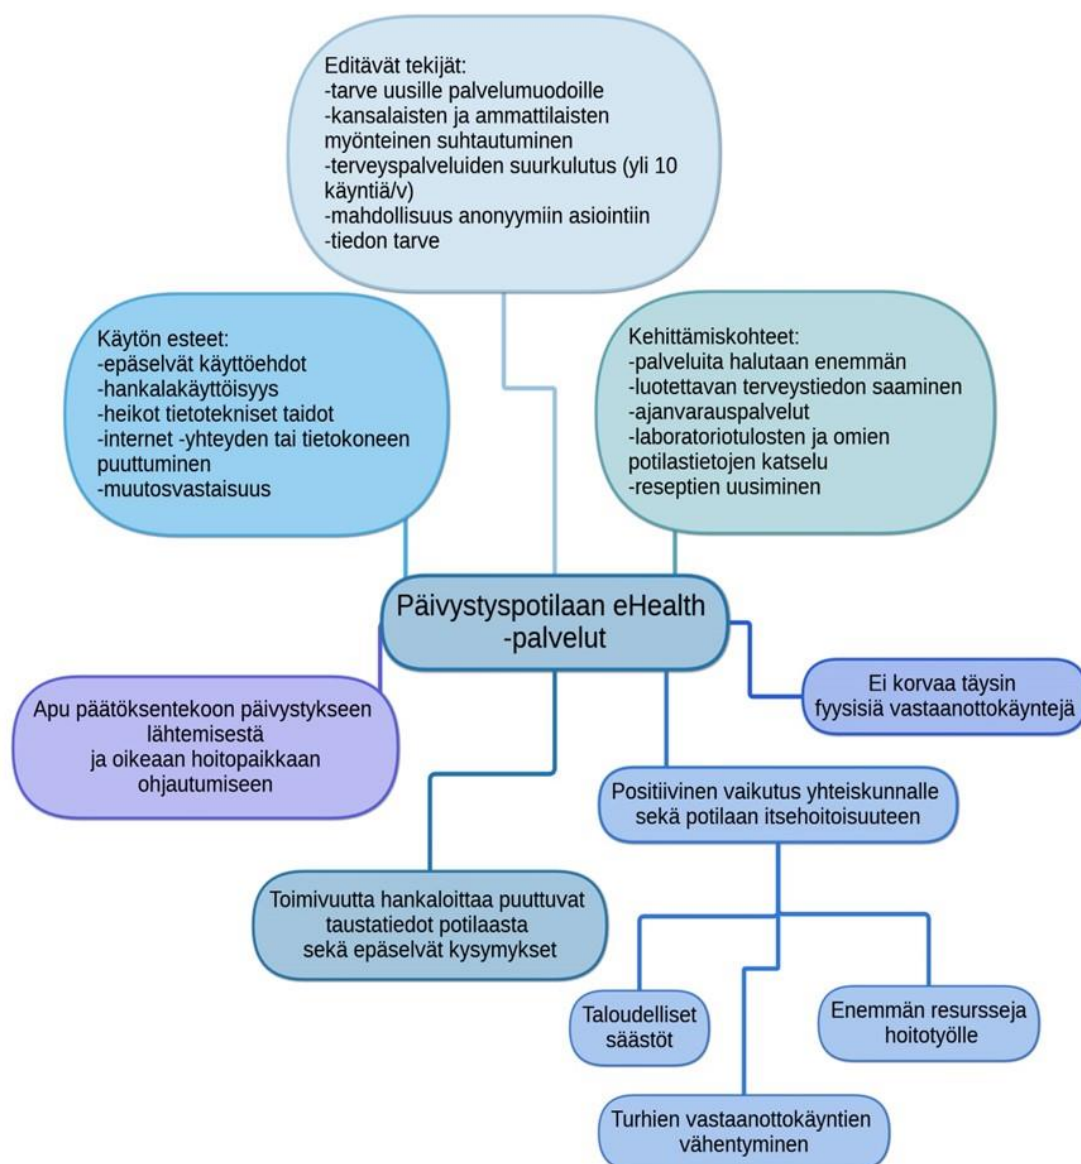 Editävät tekijät:
-tarve uusille palvelumuodoille
-kansalaisten ja ammattilaisten
myönteinen suhtautuminen
-terveyspalveluiden suurkulutus (yli 10
käyntiä/v)
-mahdollisuus anonyymiin asiointiin
-tiedon tarve
Käytön esteet:
-epäselvät käyttöehdot
-hankalakäyttöisyys
-heikot tietotekniset taidot
-internet -yhteyden tai tietokoneen
puuttuminen
-muutosvastaisuus
Kehittämiskohteet:
-palveluita halutaan enemmän
-luotettavan terveystiedon saaminen
-ajanvarauspalvelut
-laboratoriotulosten ja omien
potilastietojen katselu
-reseptien uusiminen
Päivystyspotilaan eHealth
-palvelut
Apu päätöksentekoon päivystykseen
lähtemisestä
ja oikeaan hoitopaikkaan
ohjautumiseen
Ei korvaa täysin
fyysisiä vastaanottokäyntejä
Positiivinen vaikutus yhteiskunnalle
sekä potilaan itsehoitoisuuteen
Toimivuutta hankaloittaa puuttuvat
taustatiedot potilaasta
sekä epäselvät kysymykset
Taloudelliset
säästöt
Enemmän resursseja
hoitotyölle
Turhien vastaanottokäyntien
vähentyminen